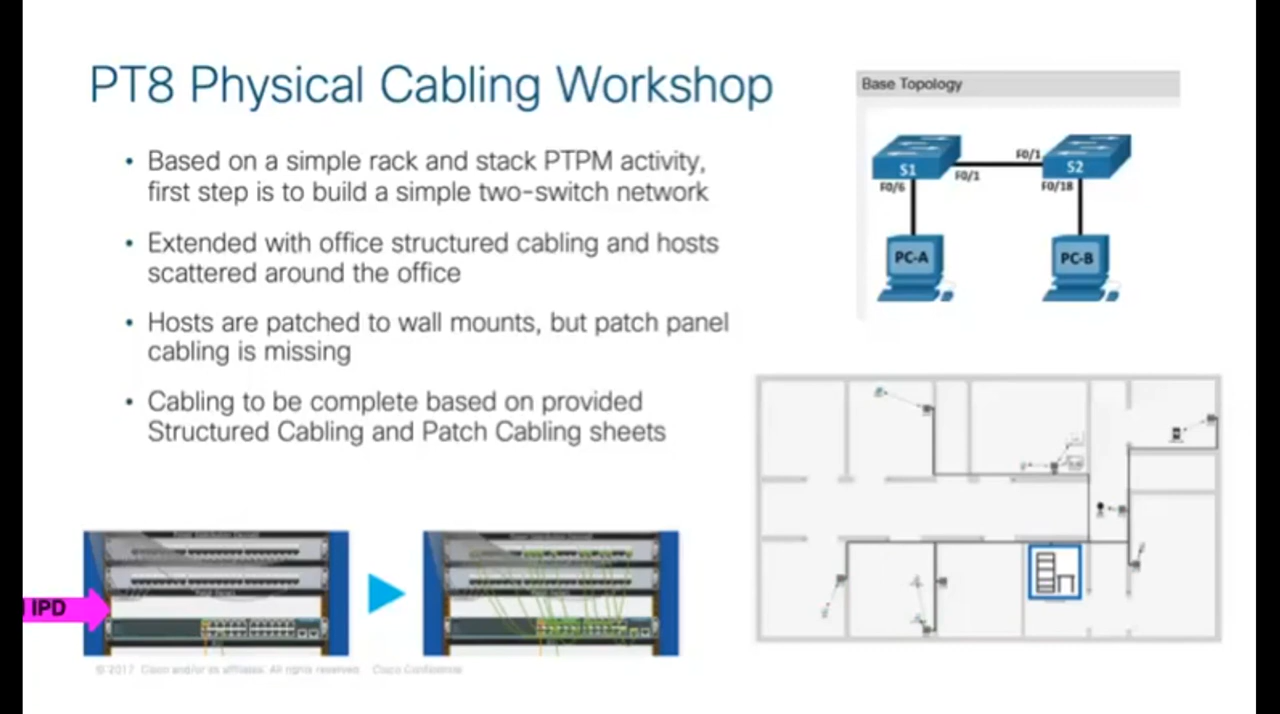 PT8 Physical Cabling Workshop
• Based on a simple rack and stack PTPM activity,
first step is to build a simple two-switch network
• Extended with office structured cabling and hosts
scattered around the office
• Hosts are patched to wall mounts, but patch panel
cabling is missing
• Cabling to be complete based on provided
Structured Cabling and Patch Cabling sheets
Base Topology
S1
F0/1
S2
F0/6
F0/1
F0/18
PC-A
PC-B
IPD
© 2017 Cisco and/or its affiliates. All rights reserved. Cisco Confidential